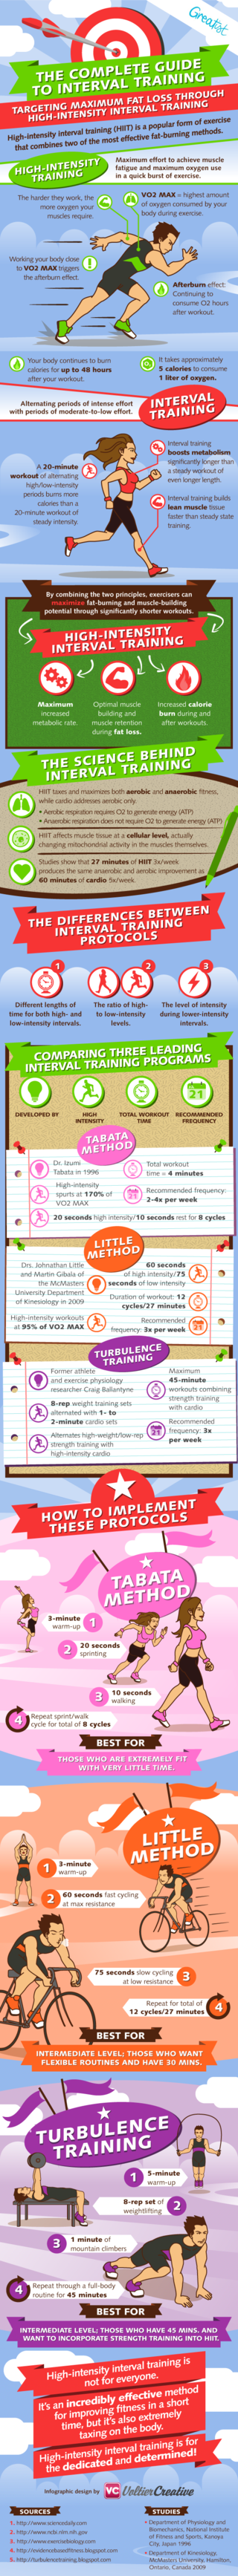 Greatist
THE COMPLETE GUIDE
TO INTERVAL TRAINING
TARGETING MAXIMUM FAT LOSS THROUGH
HIGH-INTENSITY INTERVAL TRAINING
High-intensity interval training (HIIT) is a popular form of exercise
that combines two of the most effective fat-burning methods.
HIGH-INTENSITY
TRAINING
Maximum effort to achieve muscle
fatigue and maximum oxygen use
in a quick burst of exercise.
The harder they work, the
more oxygen your
muscles require.
VO2 MAX = highest amount
of oxygen consumed by your
body during exercise.
Working your body close
to VO2 MAX triggers
the afterburn effect.
Afterburn effect:
Continuing to
consume O2 hours
after workout.
Your body continues to burn
calories for up to 48 hours
after your workout.
It takes approximately
5 calories to consume
1 liter of oxygen.
Alternating periods of intense effort
with periods of moderate-to-low effort.
INTERVAL
TRAINING
Interval training
boosts metabolism
significantly longer than
a steady workout of
even longer length.
A 20-minute
workout of alternating
high/low-intensity
periods burns more
calories than a
20-minute workout of
steady intensity.
Interval training builds
lean muscle tissue
faster than steady state
training.
By combining the two principles, exercisers can
maximize fat-burning and muscle-building
potential through significantly shorter workouts.
HIGH-INTENSITY
INTERVAL TRAINING
Maximum
increased
metabolic rate.
Optimal muscle
building and
muscle retention
during fat loss.
Increased calorie
burn during and
after workouts.
THE SCIENCE BEHIND
INTERVAL TRAINING
HIIT taxes and maximizes both aerobic and anaerobic fitness,
while cardio addresses aerobic only.
• Aerobic respiration requires O2 to generate energy (ATP)
• Anaerobic respiration does not require O2 to generate energy (ATP)
HIIT affects muscle tissue at a cellular level, actually
changing mitochondrial activity in the muscles themselves.
Studies show that 27 minutes of HIIT 3x/week
produces the same anaerobic and aerobic improvement as
60 minutes of cardio 5x/week.
THE DIFFERENCES BETWEEN
INTERVAL TRAINING
PROTOCOLS
1
2
3
Different lengths of
time for both high- and
low-intensity intervals.
The ratio of high-
to low-intensity
levels.
The level of intensity
during lower-intensity
intervals.
COMPARING THREE LEADING
INTERVAL TRAINING PROGRAMS
21
DEVELOPED BY
HIGH
INTENSITY
TOTAL WORKOUT
TIME
RECOMMENDED
FREQUENCY
TABATA
METHOD
Dr. Izumi
Tabata in 1996
Total workout
time = 4 minutes
High-intensity
spurts at 170% of
VO2 MAX
Recommended frequency:
2-4x per week
20 seconds high intensity/10 seconds rest for 8 cycles
LITTLE
METHOD
Drs. Johnathan Little
and Martin Gibala of
the McMasters
University Department
of Kinesiology in 2009
60 seconds
of high intensity/75
seconds of low intensity
Duration of workout: 12
cycles/27 minutes
High-intensity workouts
at 95% of VO2 MAX
Recommended
frequency: 3x per week
TURBULENCE
TRAINING
Former athlete
and exercise physiology
researcher Craig Ballantyne
Maximum
45-minute
workouts combining
strength training
with cardio
8-rep weight training sets
alternated with 1- to
2-minute cardio sets
Recommended
frequency: 3x
per week
Alternates high-weight/low-rep
strength training with
high-intensity cardio
HOW TO IMPLEMENT
THESE PROTOCOLS
TABATA
METHOD
3-minute
warm-up
1
2
20 seconds
sprinting
3
10 seconds
walking
4
Repeat sprint/walk
cycle for total of 8 cycles
BEST FOR
THOSE WHO ARE EXTREMELY FIT
WITH VERY LITTLE TIME.
LITTLE
METHOD
1
3-minute
warm-up
2
60 seconds fast cycling
at max resistance
75 seconds slow cycling
at low resistance
3
Repeat for total of
12 cycles/27 minutes
4
BEST FOR
INTERMEDIATE LEVEL; THOSE WHO WANT
FLEXIBLE ROUTINES AND HAVE 30 MINS.
TURBULENCE
TRAINING
1
5-minute
warm-up
8-rep set of
weightlifting
2
3
1 minute of
mountain climbers
4
Repeat through a full-body
routine for 45 minutes
BEST FOR
INTERMEDIATE LEVEL; THOSE WHO HAVE 45 MINS. AND
WANT TO INCORPORATE STRENGTH TRAINING INTO HIIT.
High-intensity interval training is
not for everyone.
It's an incredibly effective method
for improving fitness in a short
time, but it's also extremely
taxing on the body.
High-intensity interval training is for
the dedicated and determined!
Infographic design by VC Voltier Creative
SOURCES
1. http://www.sciencedaily.com
2. http://www.ncbi.nlm.nih.gov
3. http://www.exercisebiology.com
4. http://evidencebasedfitness.blogspot.com
5. http://turbulencetraining.blogspot.com
STUDIES
• Department of Physiology and
Biomechanics, National Institute
of Fitness and Sports, Kanoya
City, Japan 1996
• Department of Kinesiology,
McMasters University, Hamilton,
Ontario, Canada 2009